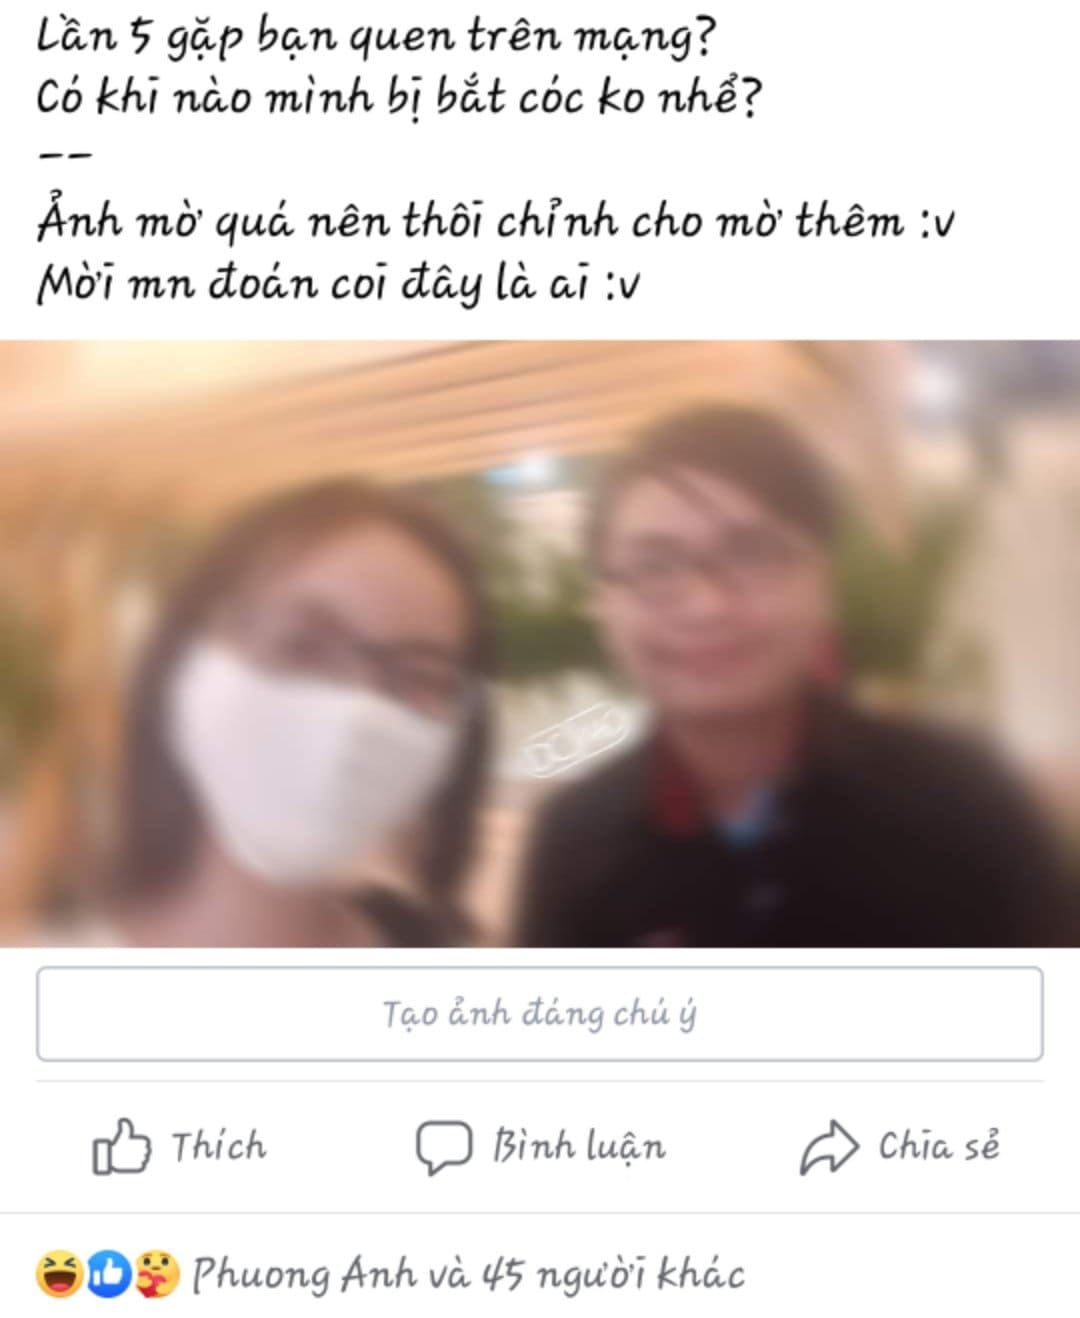 Lần 5 gặp bạn quen trên mạng?
Có khi nào mình bị bắt cóc ko nhể?
--
Ảnh mờ quá nên thôi chỉnh cho mờ thêm :v
Mời mn đoán coi đây là ai :v
Tạo ảnh đáng chú ý
Thích
Bình luận
Chia sẻ
Phuong Anh và 45 người khác